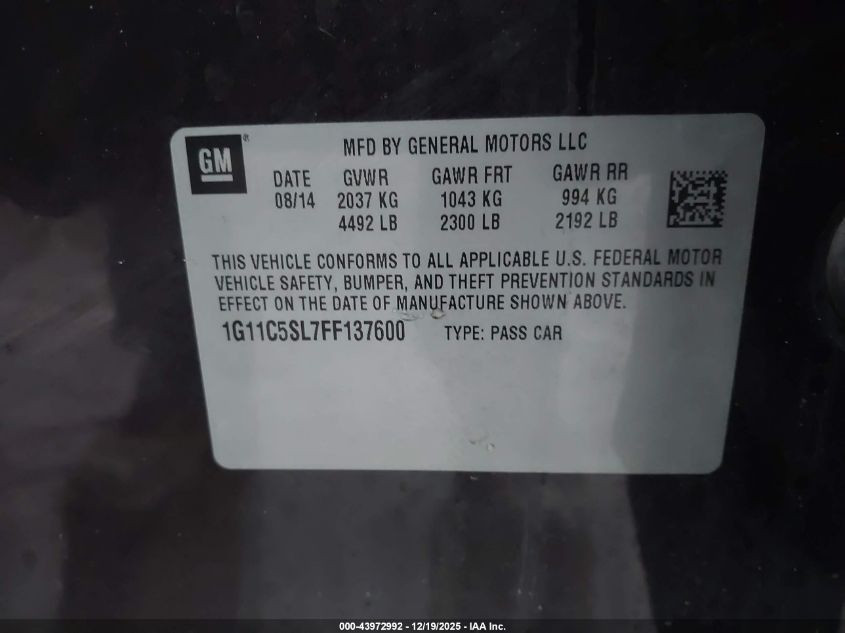 GM®
MFD BY GENERAL MOTORS LLC
DATE GVWR GAWR FRT GAWR RR
08/14 2037 KG 1043 KG 994 KG
4492 LB 2300 LB 2192 LB
THIS VEHICLE CONFORMS TO ALL APPLICABLE U.S. FEDERAL MOTOR
VEHICLE SAFETY, BUMPER, AND THEFT PREVENTION STANDARDS IN
EFFECT ON THE DATE OF MANUFACTURE SHOWN ABOVE.
1G11C5SL7FF137600 TYPE: PASS CAR
000-43972992 - 12/19/2025 - IAA Inc.